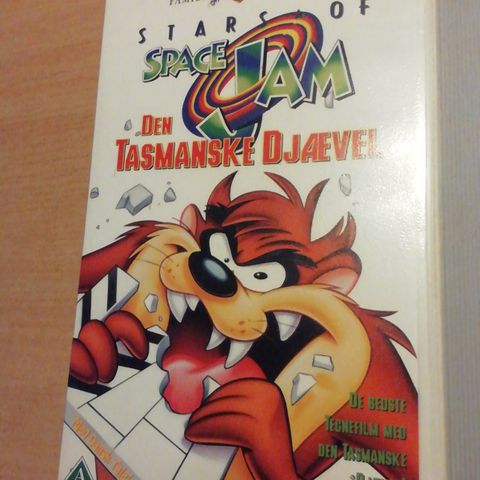 STARS OF
SPACE JAM
DEN
TASMANSKE DJÆVEL
DE BEDSTE
TEGNEFILM MED
DEN TASMANSKE
A